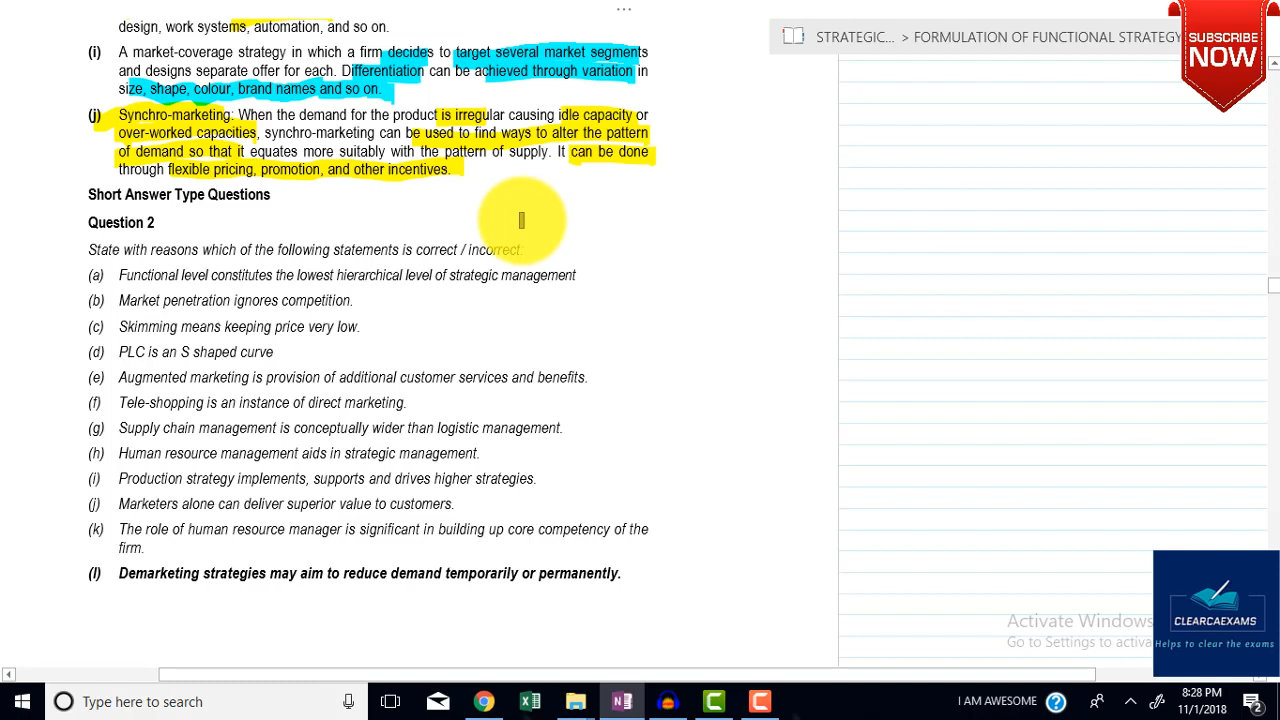 design, work systems, automation, and so on.
(i) A market-coverage strategy in which a firm decides to target several market segments
and designs separate offer for each. Differentiation can be achieved through variation in
size, shape, colour, brand names and so on.
(j) Synchro-marketing: When the demand for the product is irregular causing idle capacity or
over-worked capacities, synchro-marketing can be used to find ways to alter the pattern
of demand so that it equates more suitably with the pattern of supply. It can be done
through flexible pricing, promotion, and other incentives.
Short Answer Type Questions
Question 2
State with reasons which of the following statements is correct / incorrect:
(a) Functional level constitutes the lowest hierarchical level of strategic management
(b) Market penetration ignores competition.
(c) Skimming means keeping price very low.
(d) PLC is an S shaped curve
(e) Augmented marketing is provision of additional customer services and benefits.
(f) Tele-shopping is an instance of direct marketing.
(g) Supply chain management is conceptually wider than logistic management.
(h) Human resource management aids in strategic management.
(i) Production strategy implements, supports and drives higher strategies.
(j) Marketers alone can deliver superior value to customers.
(k) The role of human resource manager is significant in building up core competency of the
firm.
(l) Demarketing strategies may aim to reduce demand temporarily or permanently.
STRATEGIC... > FORMULATION OF FUNCTIONAL STRATEGY
SUBSCRIBE
NOW
Activate Windows
Go to Settings to activa
CLEARCAEXAMS
Helps to clear the exams
Type here to search
I AM AWESOME
8:28 PM
11/1/2018
2